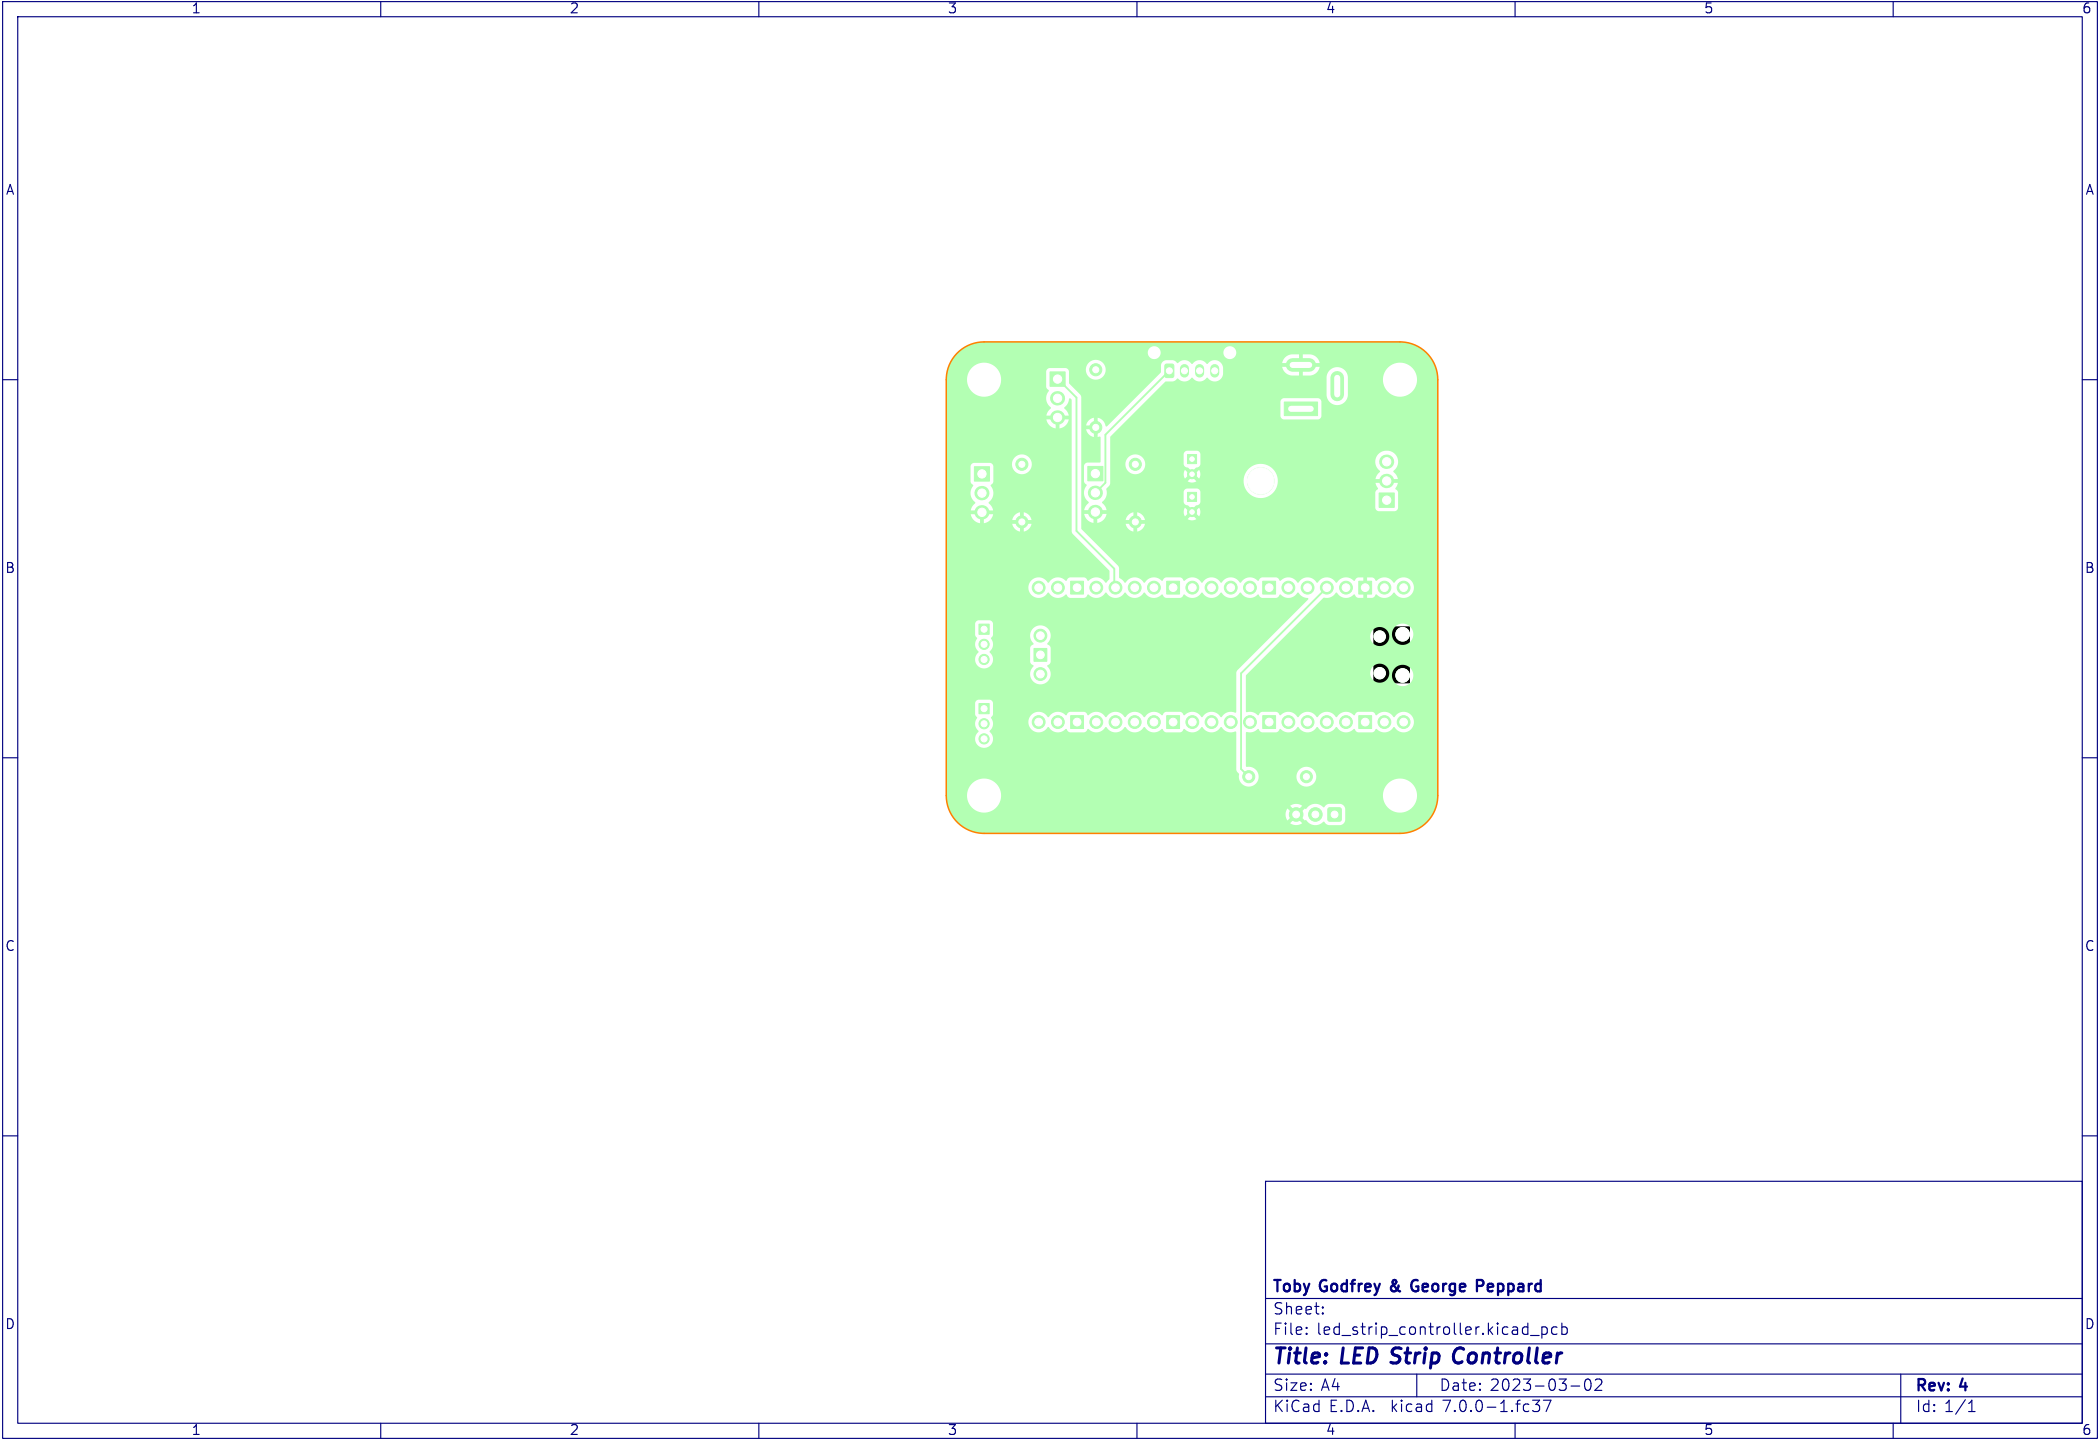 1 2 3 4 5 6
A A
B B
C C
Toby Godfrey & George Peppard
Sheet:
File: led_strip_controller.kicad_pcb
D D
Title: LED Strip Controller
Size: A4 Date: 2023-03-02 Rev: 4
KiCad E.D.A. kicad 7.0.0-1.fc37 Id: 1/1
1 2 3 4 5 6